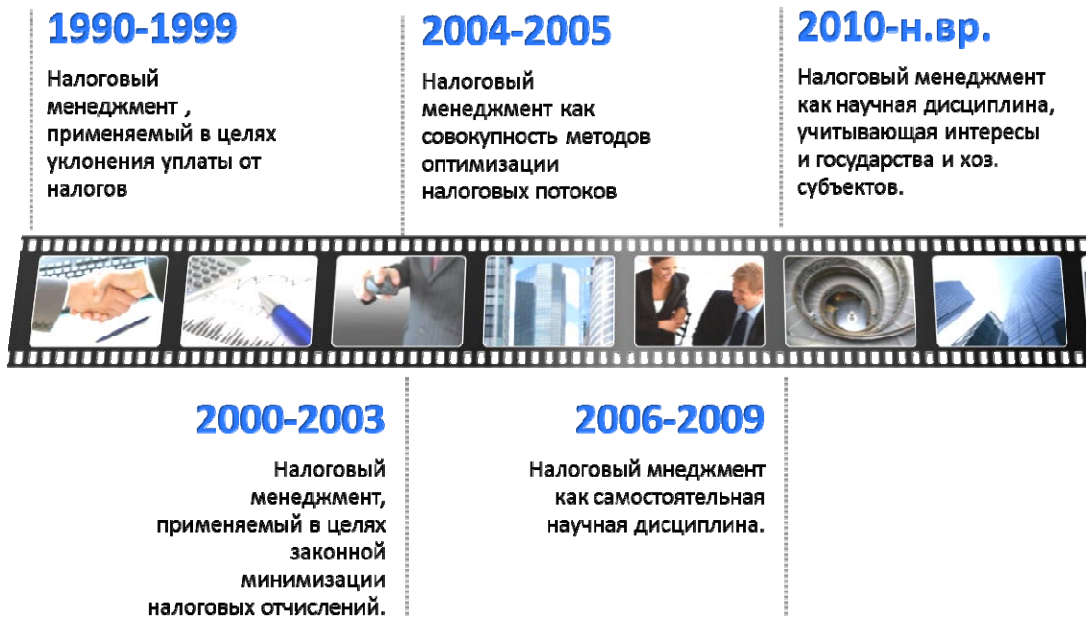 1990-1999
Налоговый
менеджмент ,
применяемый в целях
уклонения уплаты от
налогов
2004-2005
Налоговый
менеджмент как
совокупность методов
оптимизации
налоговых потоков
2010-н.вр.
Налоговый менеджмент
как научная дисциплина,
учитывающая интересы
и государства и хоз.
субъектов.
2000-2003
Налоговый
менеджмент,
применяемый в целях
законной
минимизации
налоговых отчислений.
2006-2009
Налоговый мнеджмент
как самостоятельная
научная дисциплина.